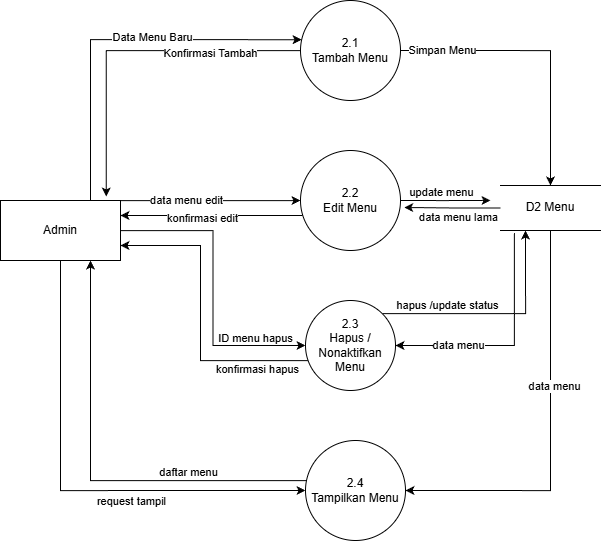 Data Menu Baru
2.1
Tambah Menu
Konfirmasi Tambah
Simpan Menu
data menu edit
2.2
Edit Menu
update menu
D2 Menu
konfirmasi edit
data menu lama
Admin
hapus /update status
2.3
Hapus /
Nonaktifkan
Menu
ID menu hapus
data menu
konfirmasi hapus
data menu
daftar menu
2.4
Tampilkan Menu
request tampil